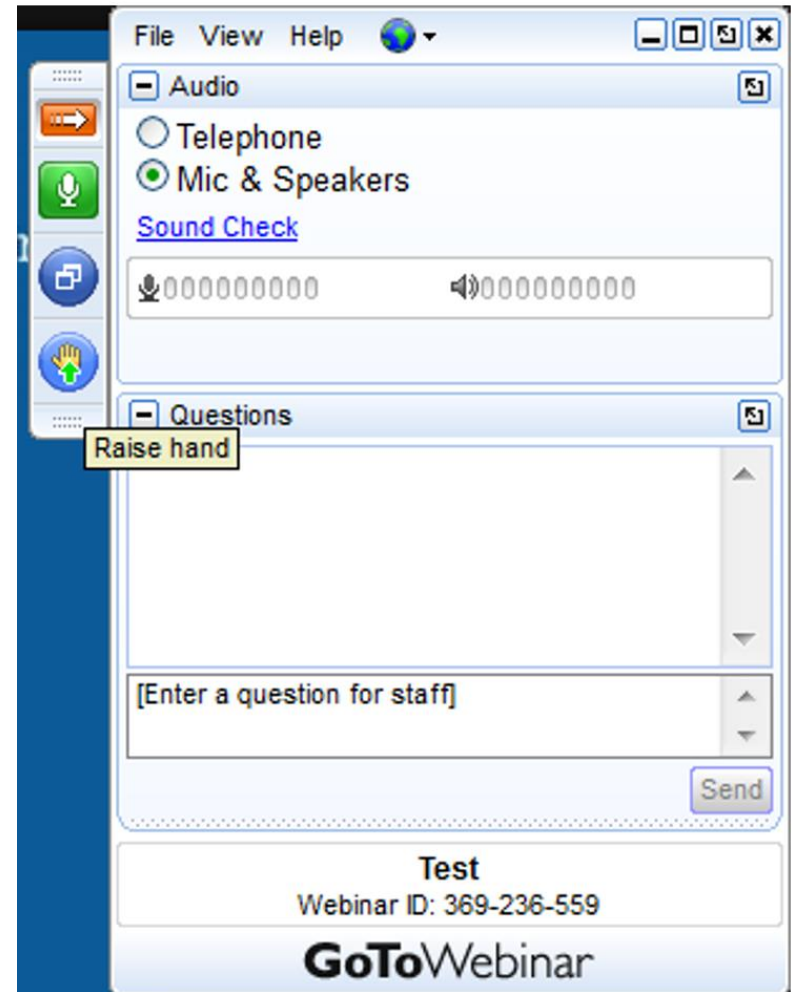 File View Help
Audio
Telephone
Mic & Speakers
Sound Check
000000000 000000000
Questions
Raise hand
[Enter a question for staff]
Send
Test
Webinar ID: 369-236-559
GoToWebinar